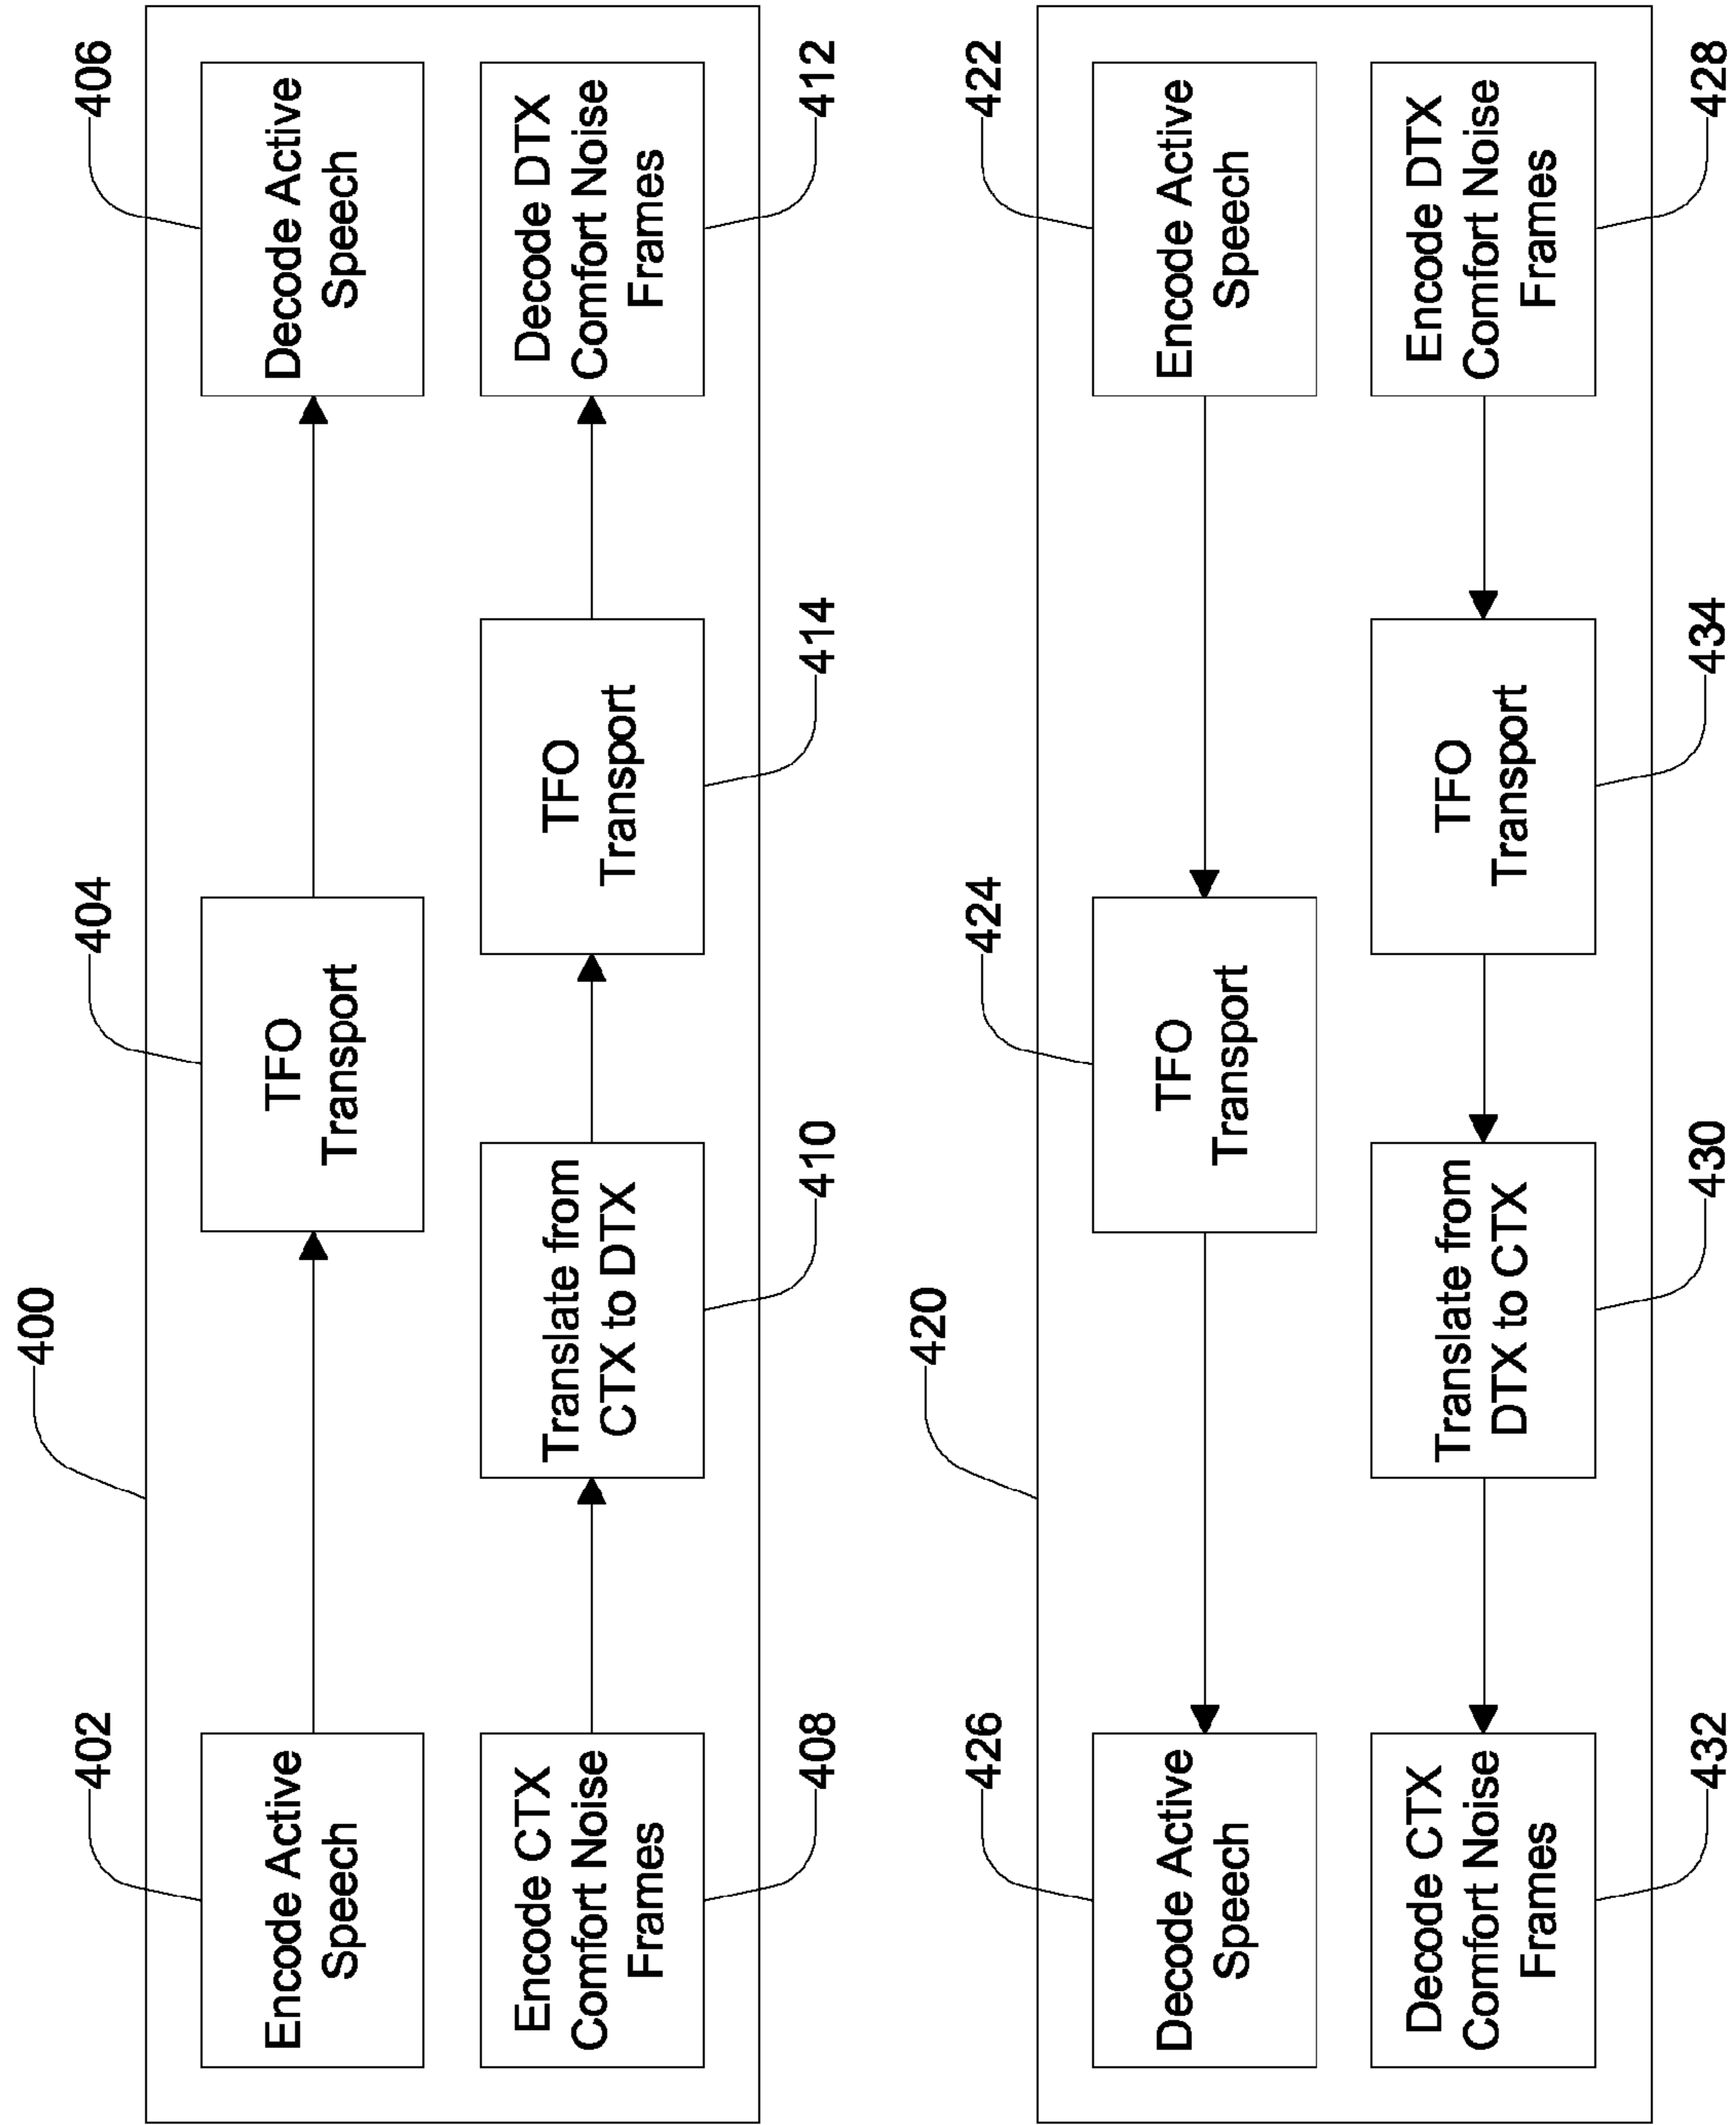 400
402
404
406
Encode Active
Speech
TFO
Transport
Decode Active
Speech
Encode CTX
Comfort Noise
Frames
Translate from
CTX to DTX
TFO
Transport
Decode DTX
Comfort Noise
Frames
408
410
414
412
420
426
424
422
Decode Active
Speech
TFO
Transport
Encode Active
Speech
Decode CTX
Comfort Noise
Frames
Translate from
DTX to CTX
TFO
Transport
Encode DTX
Comfort Noise
Frames
432
430
434
428